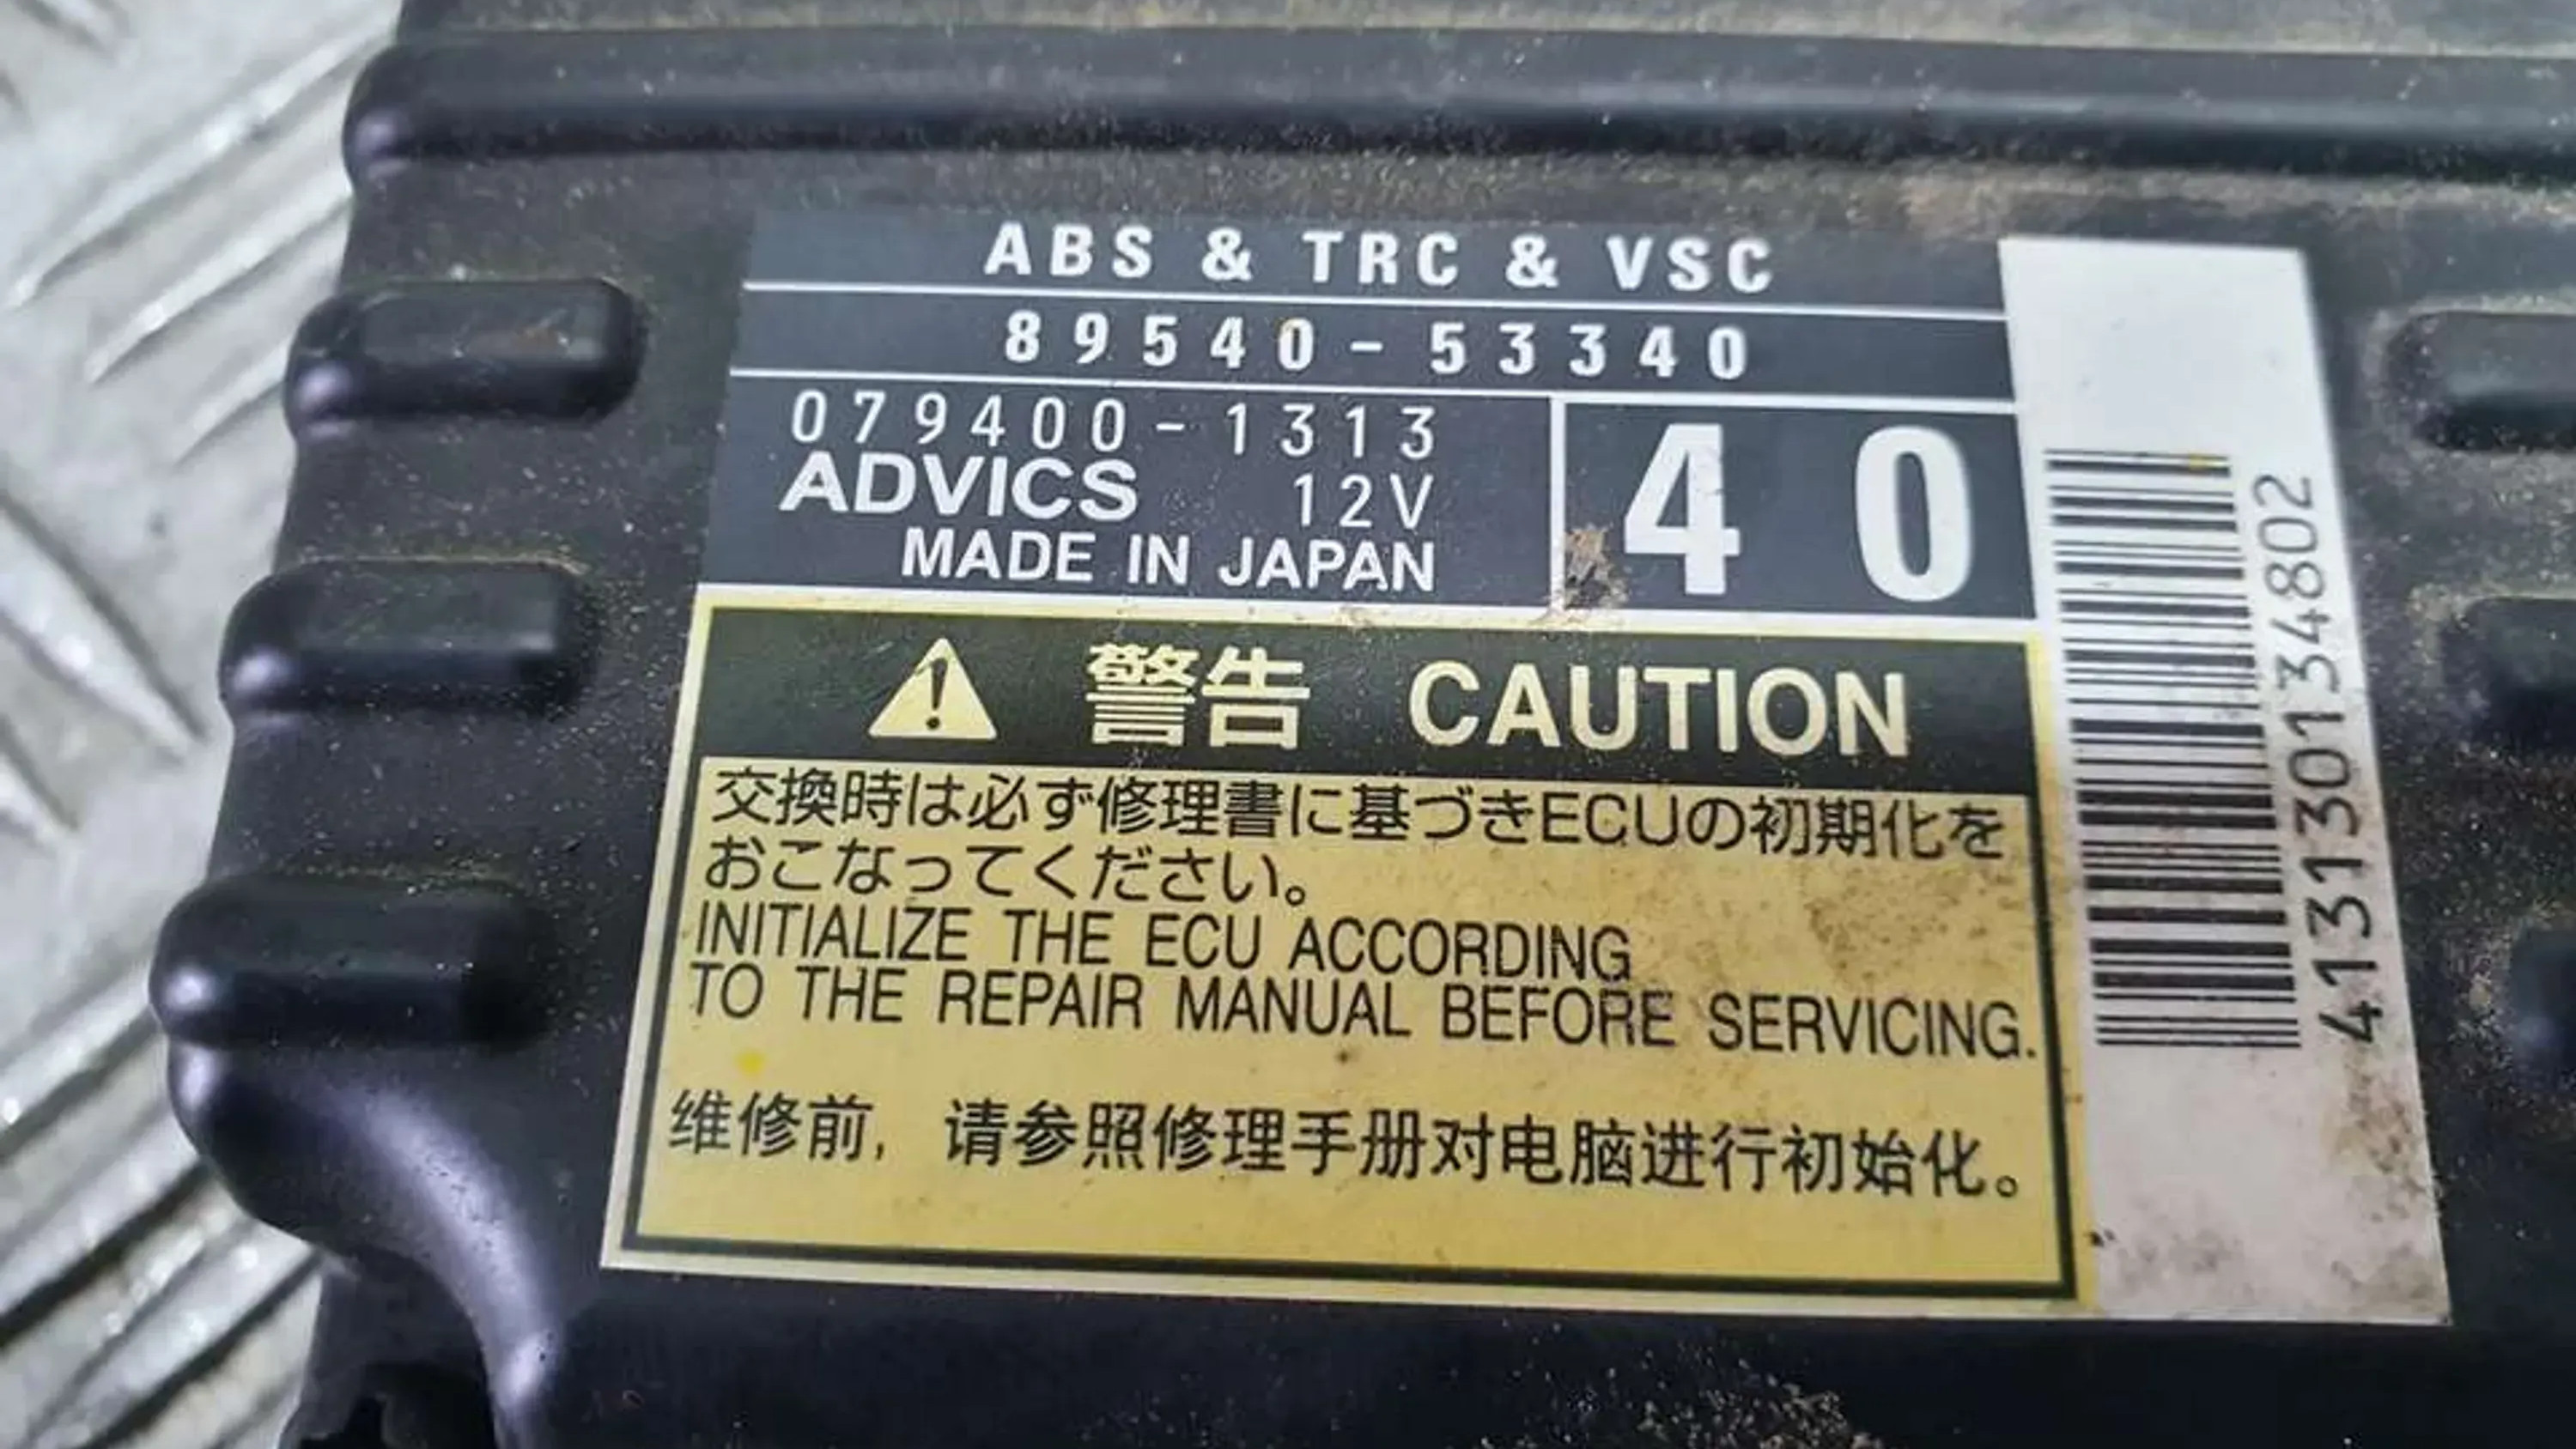 ABS & TRC & VSC
89540-53340
079400-1313
ADVICS 12V
MADE IN JAPAN
40
警告 CAUTION
交換時は必ず修理書に基づきECUの初期化を
おこなってください。
INITIALIZE THE ECU ACCORDING
TO THE REPAIR MANUAL BEFORE SERVICING.
维修前，请参照修理手册对电脑进行初始化。
413130134802